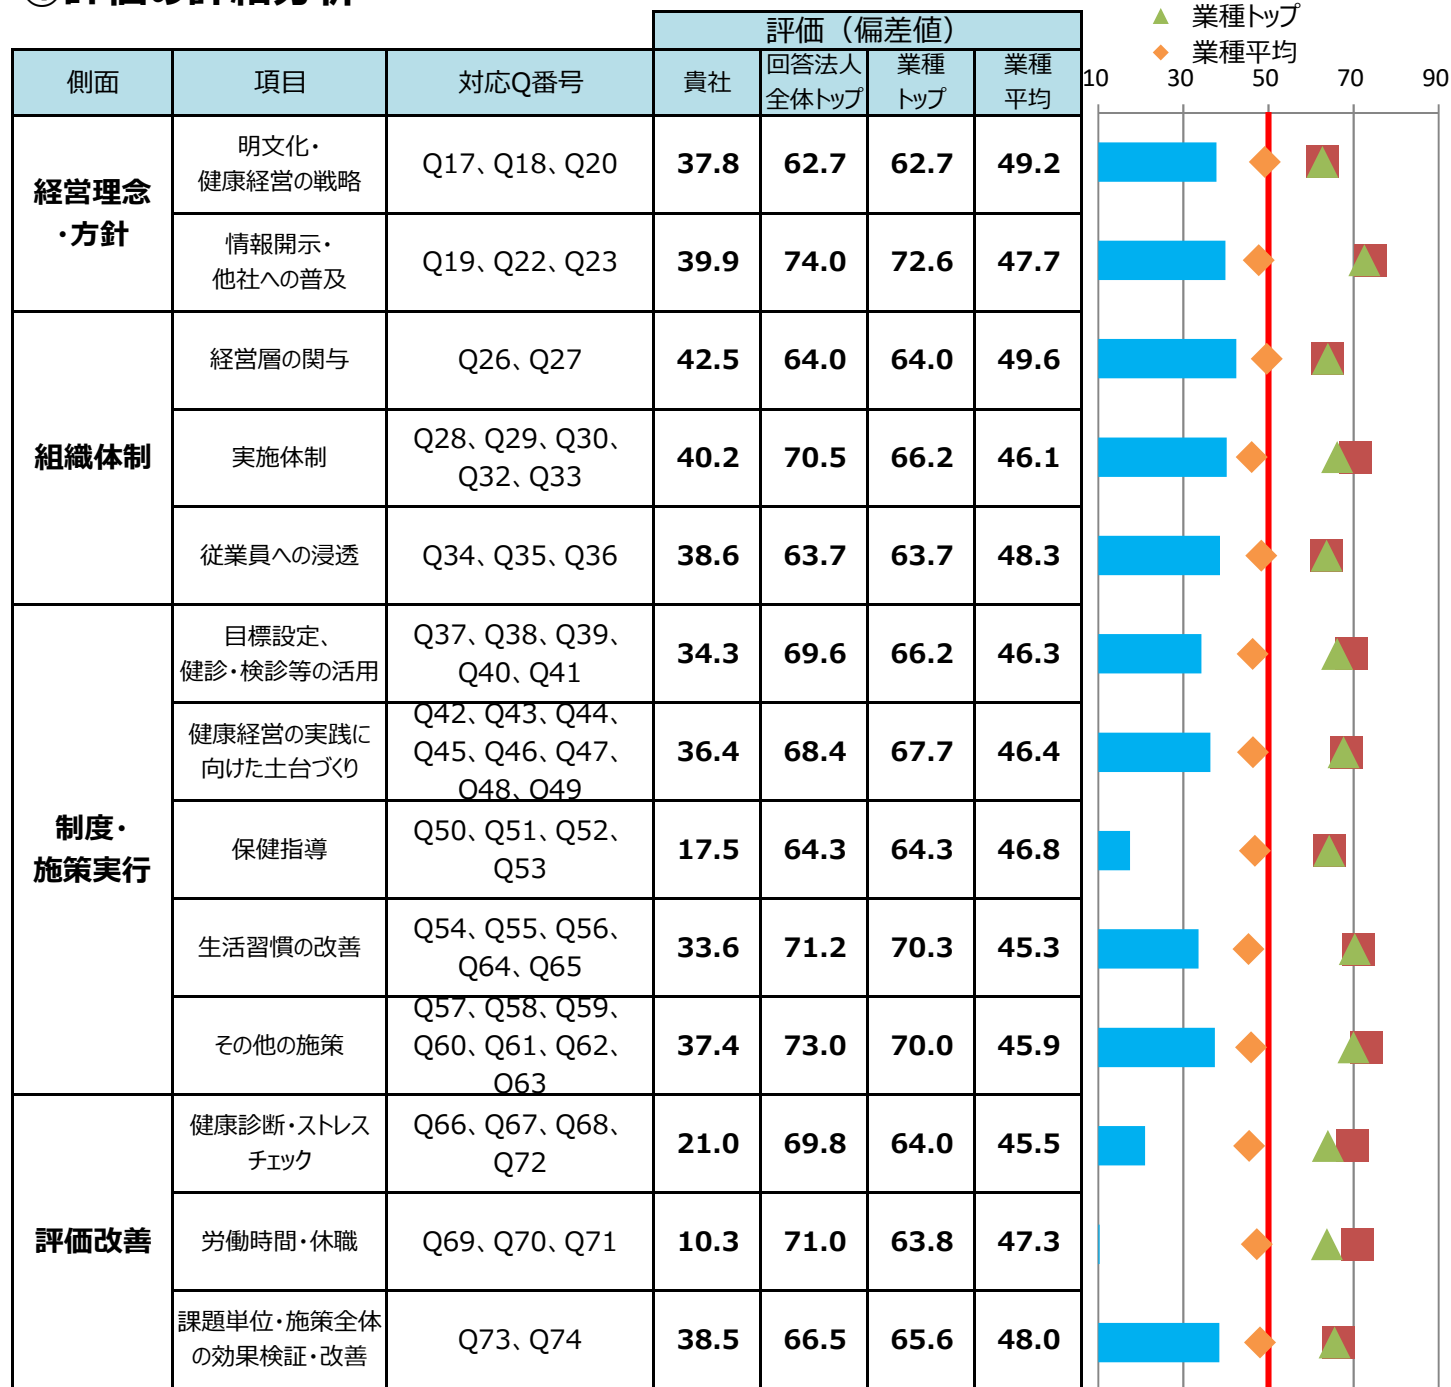 ①評価の詳細分析
▲ 業種トップ
◆ 業種平均
評価（偏差値）
側面 項目 対応Q番号 貴社 回答法人 業種 業種
全体トップ トップ 平均
10 30 50 70 90
経営理念
・方針
明文化・
健康経営の戦略
Q17、Q18、Q20 37.8 62.7 62.7 49.2
情報開示・
他社への普及
Q19、Q22、Q23 39.9 74.0 72.6 47.7
組織体制
経営層の関与 Q26、Q27 42.5 64.0 64.0 49.6
実施体制
Q28、Q29、Q30、
Q32、Q33
40.2 70.5 66.2 46.1
従業員への浸透 Q34、Q35、Q36 38.6 63.7 63.7 48.3
制度・
施策実行
目標設定、
健診・検診等の活用
Q37、Q38、Q39、
Q40、Q41
34.3 69.6 66.2 46.3
健康経営の実践に
向けた土台づくり
Q42、Q43、Q44、
Q45、Q46、Q47、
Q48、Q49
36.4 68.4 67.7 46.4
保健指導
Q50、Q51、Q52、
Q53
17.5 64.3 64.3 46.8
生活習慣の改善
Q54、Q55、Q56、
Q64、Q65
33.6 71.2 70.3 45.3
その他の施策
Q57、Q58、Q59、
Q60、Q61、Q62、
Q63
37.4 73.0 70.0 45.9
評価改善
健康診断・ストレス
チェック
Q66、Q67、Q68、
Q72
21.0 69.8 64.0 45.5
労働時間・休職 Q69、Q70、Q71 10.3 71.0 63.8 47.3
課題単位・施策全体
の効果検証・改善
Q73、Q74 38.5 66.5 65.6 48.0